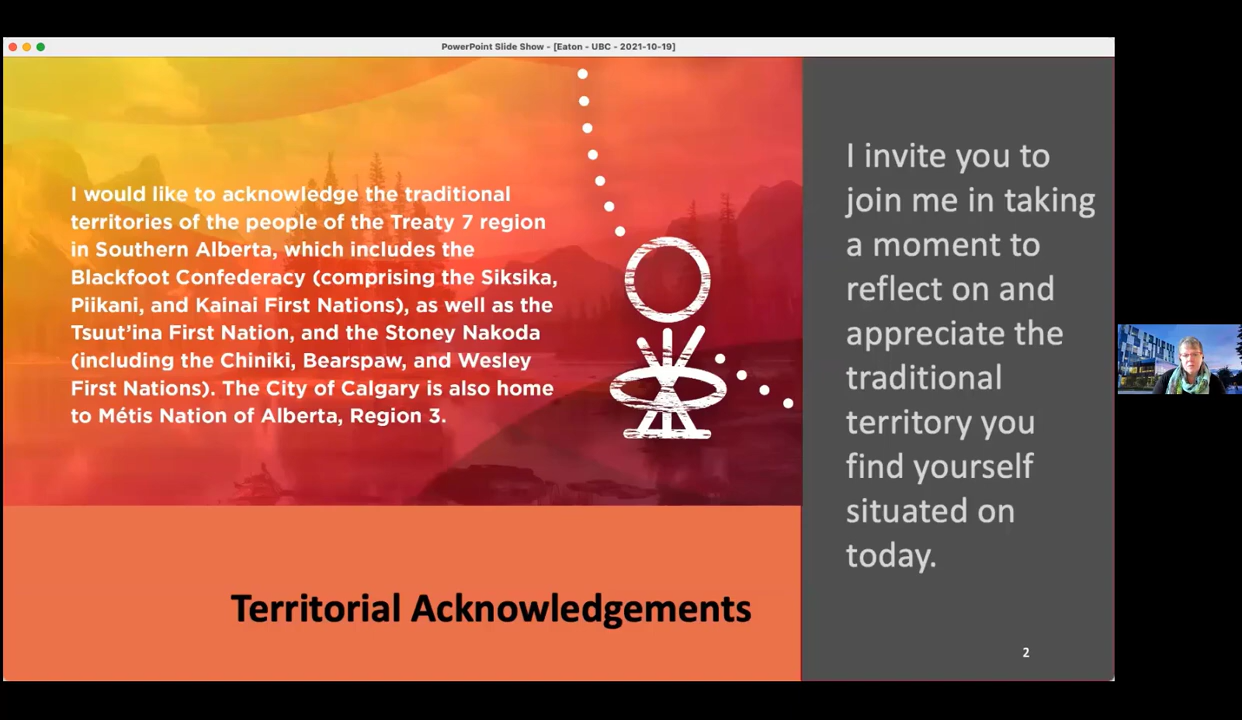 PowerPoint Slide Show - [Eaton - UBC - 2021-10-19]
I would like to acknowledge the traditional
territories of the people of the Treaty 7 region
in Southern Alberta, which includes the
Blackfoot Confederacy (comprising the Siksika,
Piikani, and Kainai First Nations), as well as the
Tsuut’ina First Nation, and the Stoney Nakoda
(including the Chiniki, Bearspaw, and Wesley
First Nations). The City of Calgary is also home
to Métis Nation of Alberta, Region 3.
Territorial Acknowledgements
I invite you to
join me in taking
a moment to
reflect on and
appreciate the
traditional
territory you
find yourself
situated on
today.
2